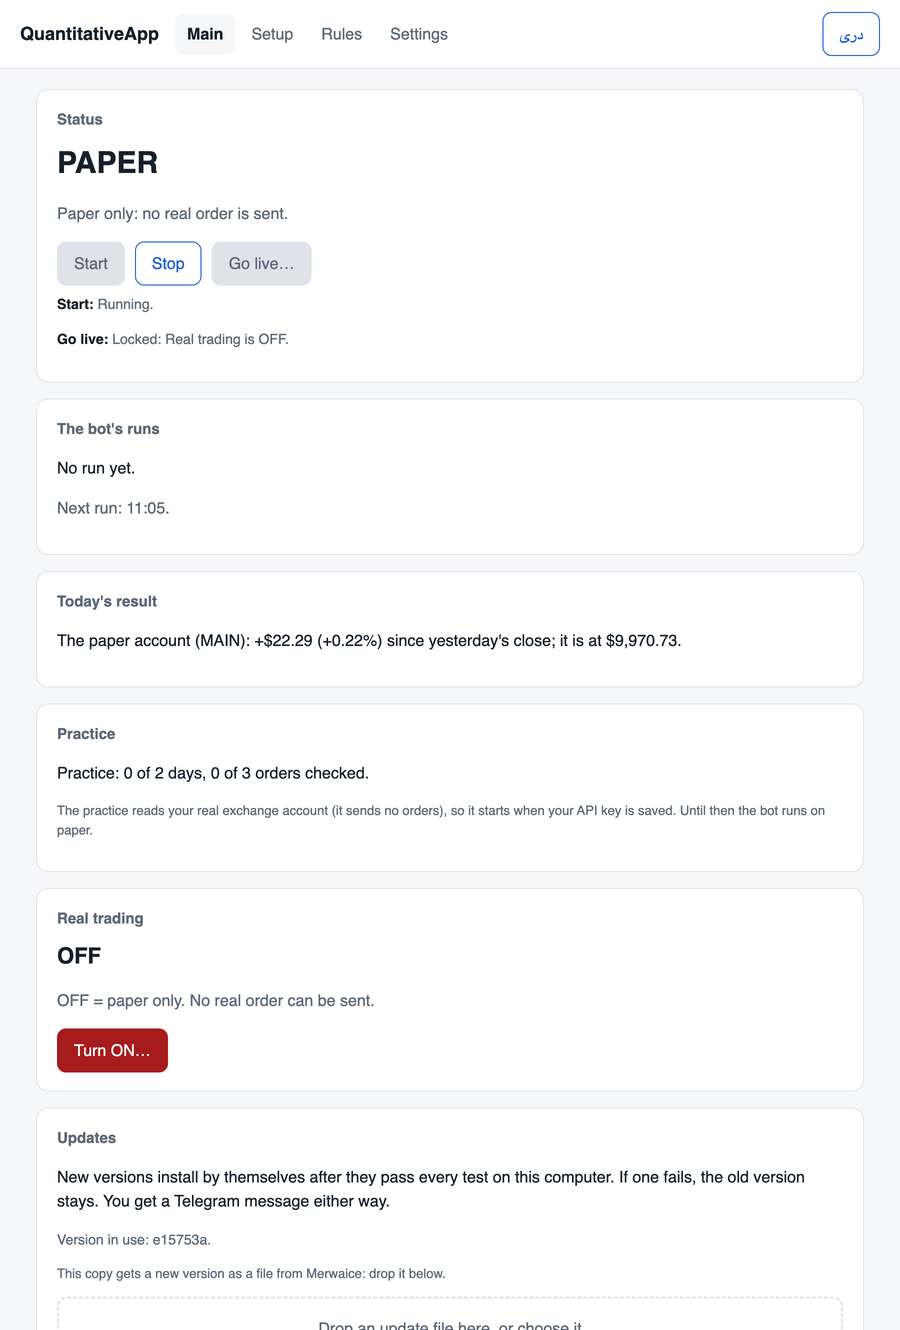 QuantitativeApp Main Setup Rules Settings دری
Status
PAPER
Paper only: no real order is sent.
Start Stop Go live…
Start: Running.
Go live: Locked: Real trading is OFF.
The bot's runs
No run yet.
Next run: 11:05.
Today's result
The paper account (MAIN): +$22.29 (+0.22%) since yesterday's close; it is at $9,970.73.
Practice
Practice: 0 of 2 days, 0 of 3 orders checked.
The practice reads your real exchange account (it sends no orders), so it starts when your API key is saved. Until then the bot runs on
paper.
Real trading
OFF
OFF = paper only. No real order can be sent.
Turn ON…
Updates
New versions install by themselves after they pass every test on this computer. If one fails, the old version
stays. You get a Telegram message either way.
Version in use: e15753a.
This copy gets a new version as a file from Merwaice: drop it below.
Drop an update file here, or choose it